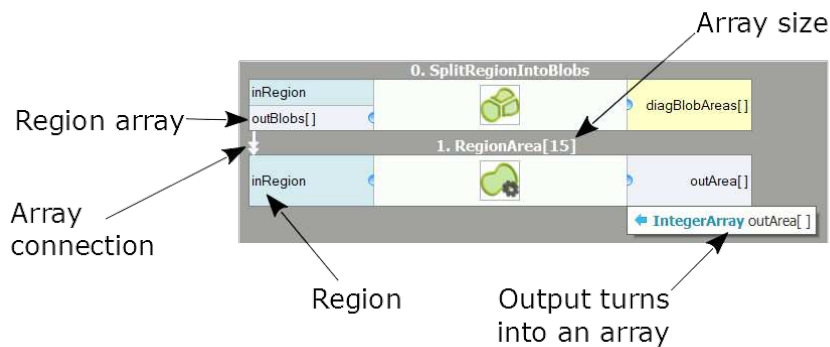 Array size
0. SplitRegionIntoBlobs
inRegion
diagBlobAreas[]
Region array
outBlobs[]
1. RegionArea[15]
inRegion
outArea[]
Array
connection
IntegerArray outArea[ ]
Region
Output turns
into an array